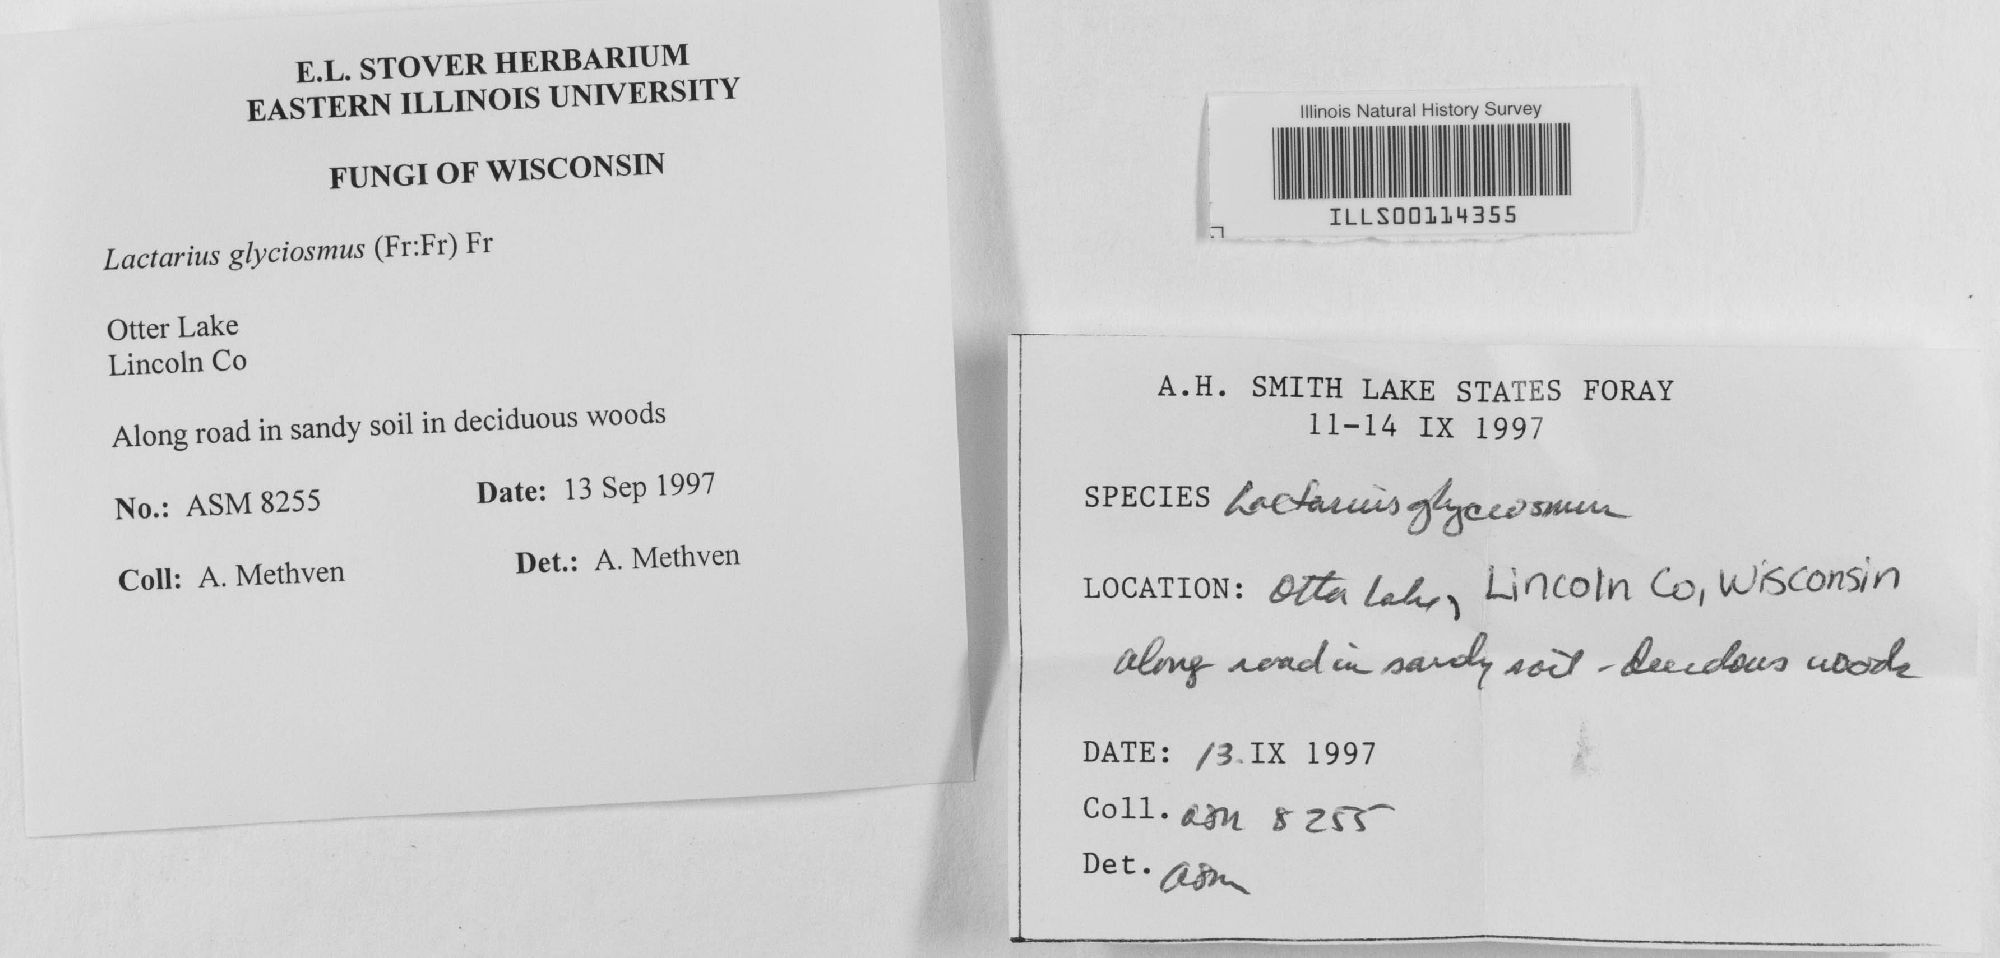 E.L. STOVER HERBARIUM
EASTERN ILLINOIS UNIVERSITY
FUNGI OF WISCONSIN
Lactarius glyciosmus (Fr:Fr) Fr
Otter Lake
Lincoln Co
Along road in sandy soil in deciduous woods
No.: ASM 8255 Date: 13 Sep 1997
Coll: A. Methven Det.: A. Methven
Illinois Natural History Survey
ILLS00114355
A.H. SMITH LAKE STATES FORAY
11-14 IX 1997
SPECIES Lactarius glyciosmus
LOCATION: Otter Lake, Lincoln Co, Wisconsin
along road in sandy soil - deciduous woods
DATE: 13 IX 1997
Coll. ASM 8255
Det. ASM